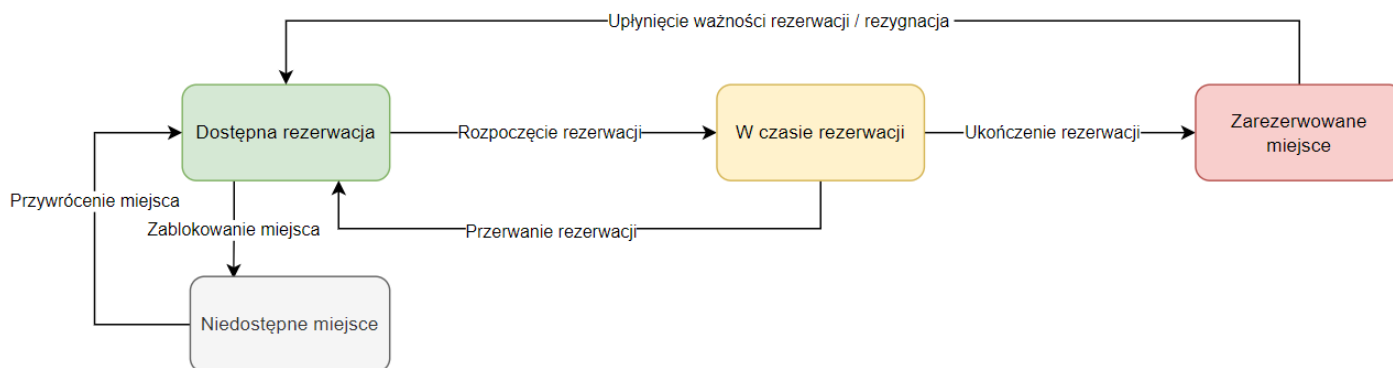 Upłynięcie ważności rezerwacji / rezygnacja
Dostępna rezerwacja
Rozpoczęcie rezerwacji
W czasie rezerwacji
Ukończenie rezerwacji
Zarezerwowane
miejsce
Przywrócenie miejsca
Zablokowanie miejsca
Przerwanie rezerwacji
Niedostępne miejsce